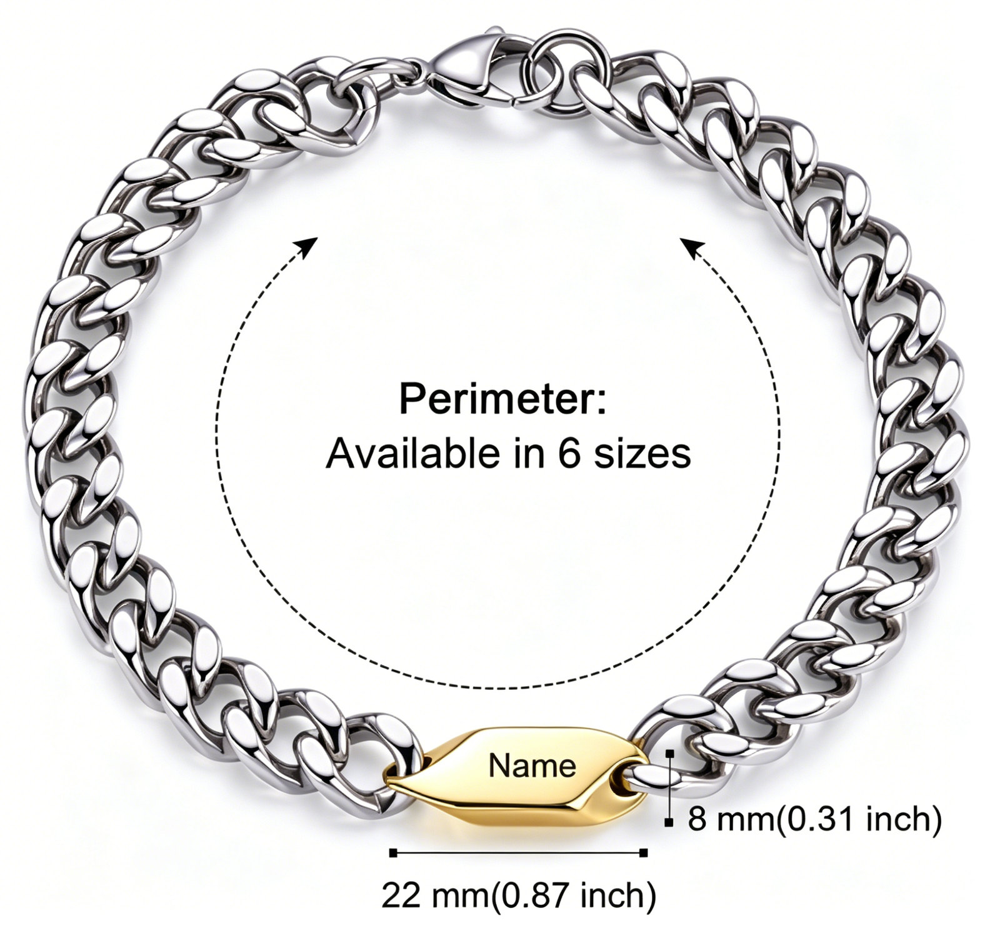 Perimeter:
Available in 6 sizes
Name
8 mm(0.31 inch)
22 mm(0.87 inch)